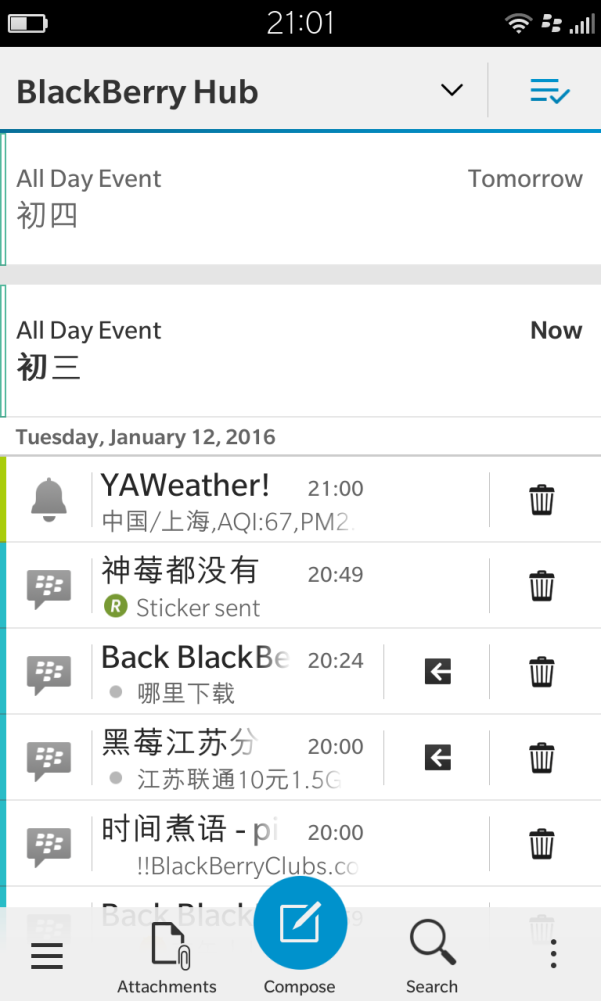 21:01
BlackBerry Hub
All Day Event Tomorrow
初四
All Day Event Now
初三
Tuesday, January 12, 2016
YAWeather! 21:00
中国/上海,AQI:67,PM2.
神莓都没有 20:49
R Sticker sent
Back BlackBe 20:24
哪里下载
黑莓江苏分 20:00
江苏联通10元1.5G
时间煮语 - pi 20:00
!!BlackBerryClubs.co
Back Black
Attachments Compose Search